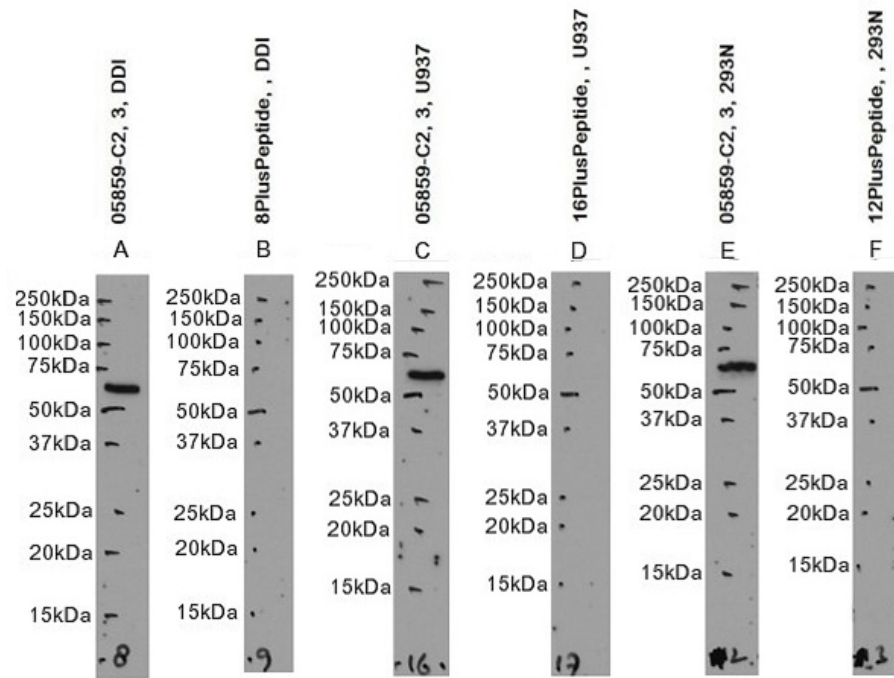 05859-C2, 3, DDI
8PlusPeptide, , DDI
05859-C2, 3, U937
16PlusPeptide, , U937
05859-C2, 3, 293N
12PlusPeptide, , 293N
A
B
C
D
E
F
250kDa
150kDa
100kDa
75kDa
50kDa
37kDa
25kDa
20kDa
15kDa
8
250kDa
150kDa
100kDa
75kDa
50kDa
37kDa
25kDa
20kDa
15kDa
9
250kDa
150kDa
100kDa
75kDa
50kDa
37kDa
25kDa
20kDa
15kDa
16
250kDa
150kDa
100kDa
75kDa
50kDa
37kDa
25kDa
20kDa
15kDa
17
250kDa
150kDa
100kDa
75kDa
50kDa
37kDa
25kDa
20kDa
15kDa
250kDa
150kDa
100kDa
75kDa
50kDa
37kDa
25kDa
20kDa
15kDa